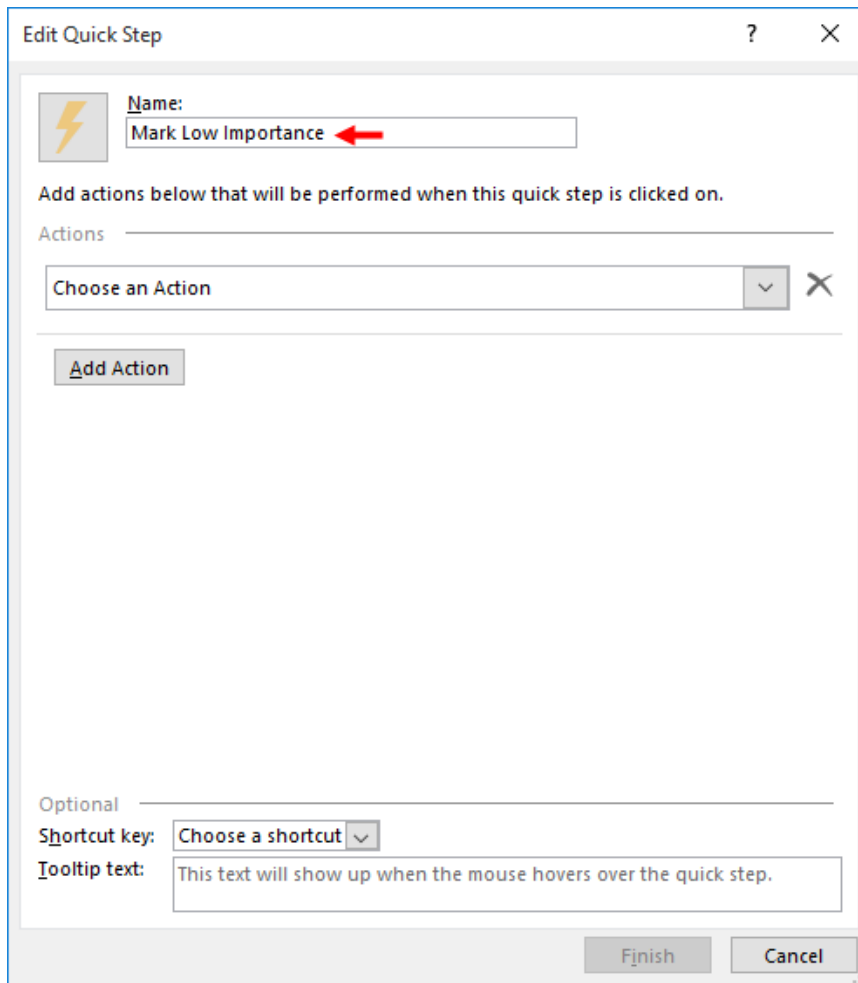 Edit Quick Step ?
Name:
Mark Low Importance
Add actions below that will be performed when this quick step is clicked on.
Actions
Choose an Action
Add Action
Optional
Shortcut key: Choose a shortcut
Tooltip text: This text will show up when the mouse hovers over the quick step.
Finish Cancel